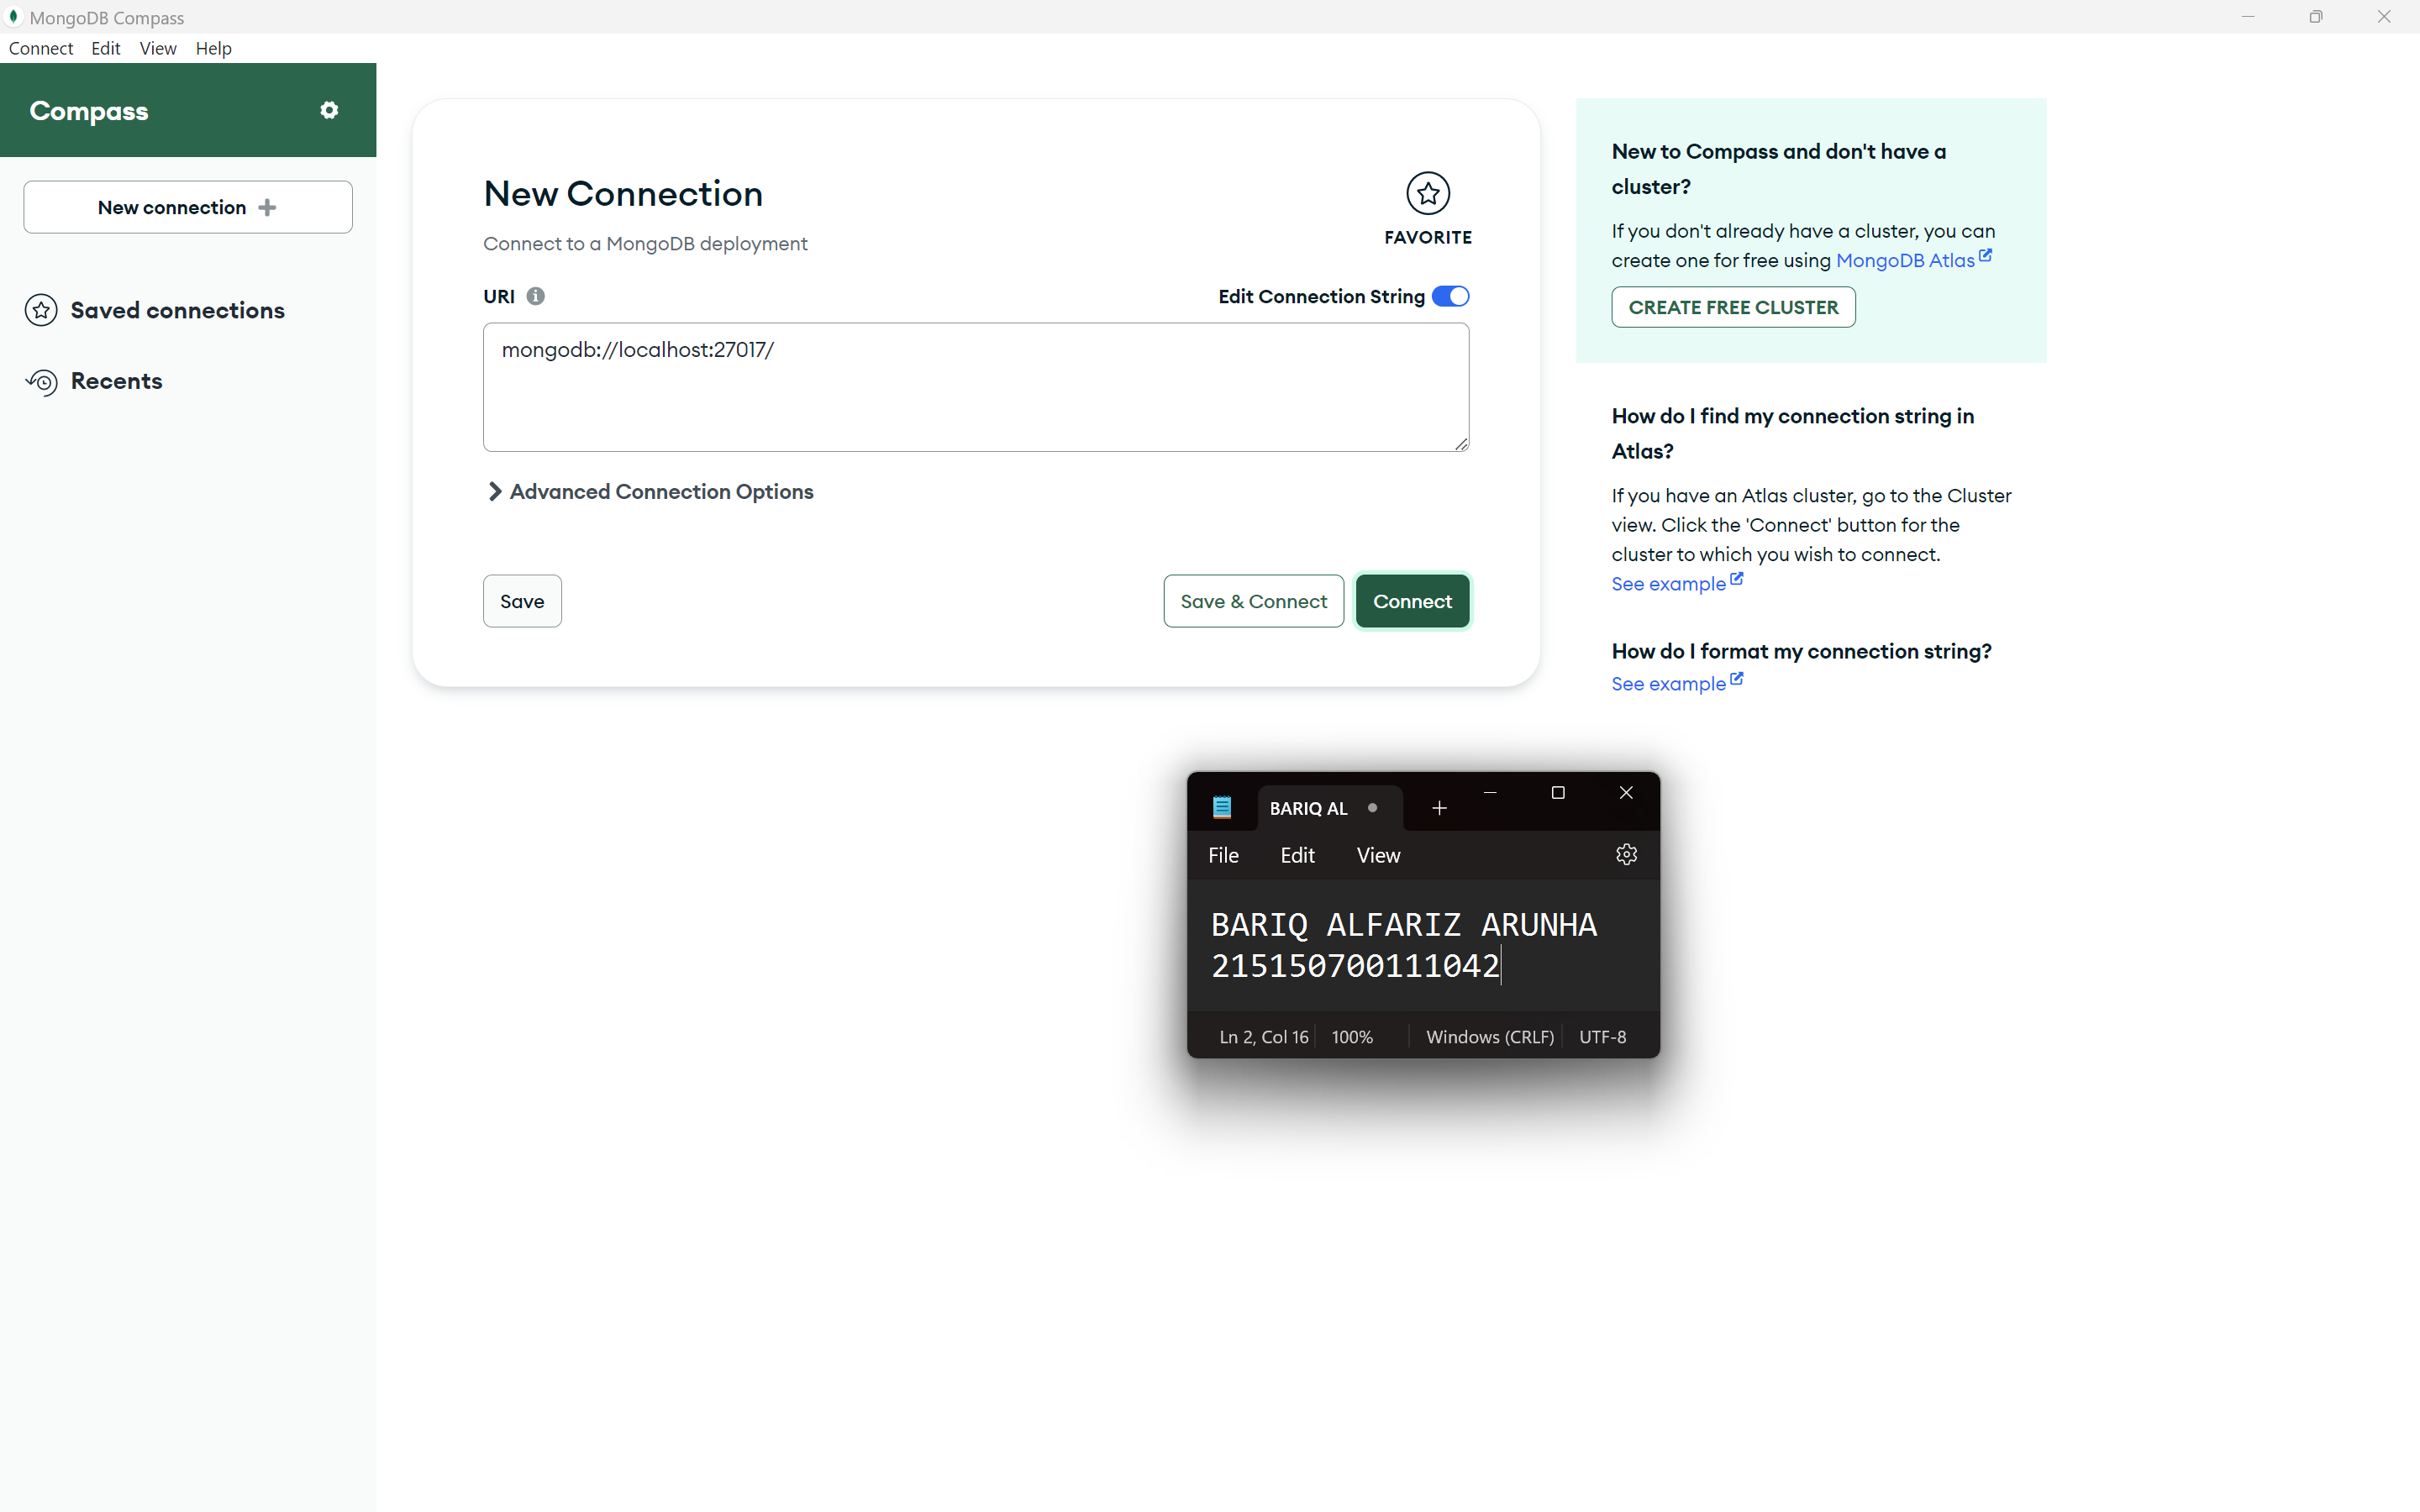 MongoDB Compass
Connect Edit View Help
Compass
New connection
Saved connections
Recents
New Connection
Connect to a MongoDB deployment
FAVORITE
URI
Edit Connection String
mongodb://localhost:27017/
Advanced Connection Options
Save
Save & Connect
Connect
New to Compass and don't have a
cluster?
If you don't already have a cluster, you can
create one for free using MongoDB Atlas
CREATE FREE CLUSTER
How do I find my connection string in
Atlas?
If you have an Atlas cluster, go to the Cluster
view. Click the 'Connect' button for the
cluster to which you wish to connect.
See example
How do I format my connection string?
See example
BARIQ AL
File Edit View
BARIQ ALFARIZ ARUNHA
215150700111042
Ln 2, Col 16 100% Windows (CRLF) UTF-8